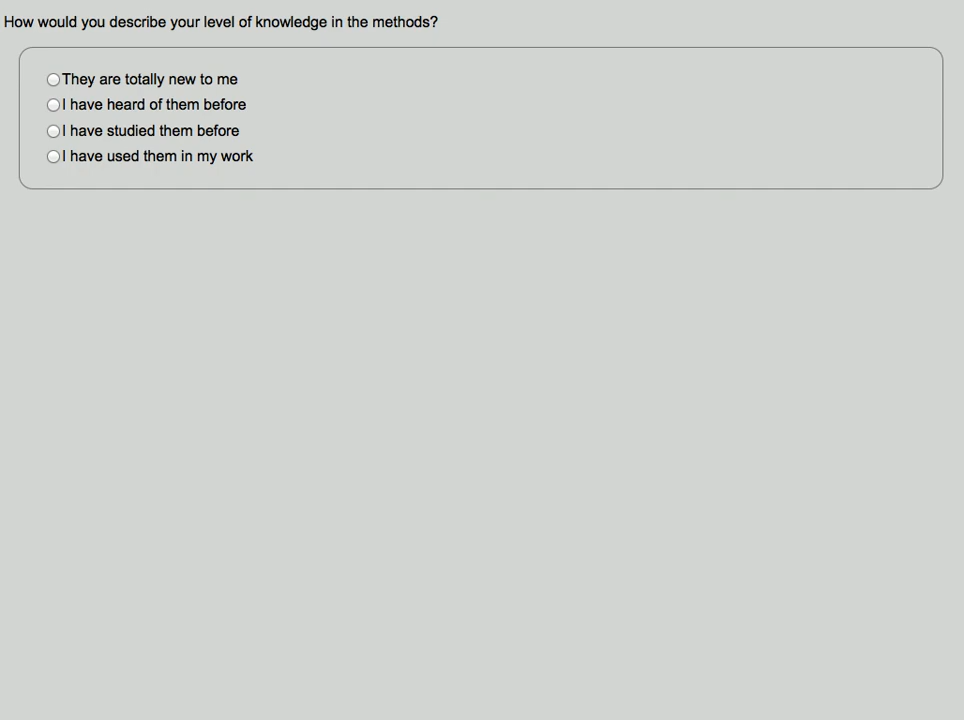 How would you describe your level of knowledge in the methods?
They are totally new to me
I have heard of them before
I have studied them before
I have used them in my work